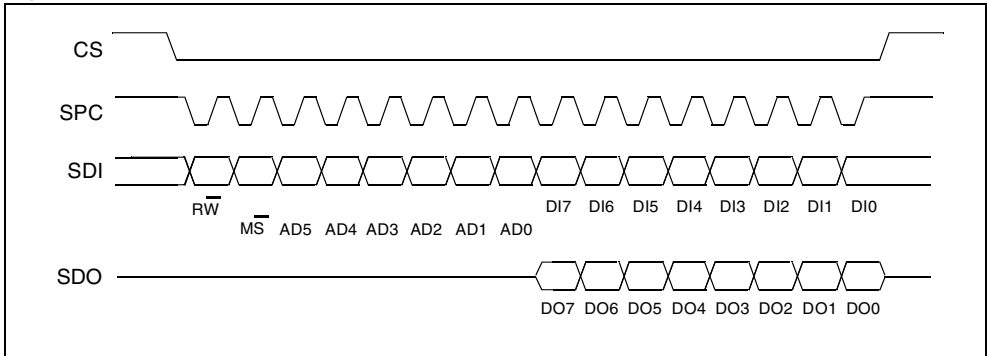 CS
SPC
SDI
RW̅
DI7 DI6 DI5 DI4 DI3 DI2 DI1 DI0
MS̅ AD5 AD4 AD3 AD2 AD1 AD0
SDO
DO7 DO6 DO5 DO4 DO3 DO2 DO1 DO0